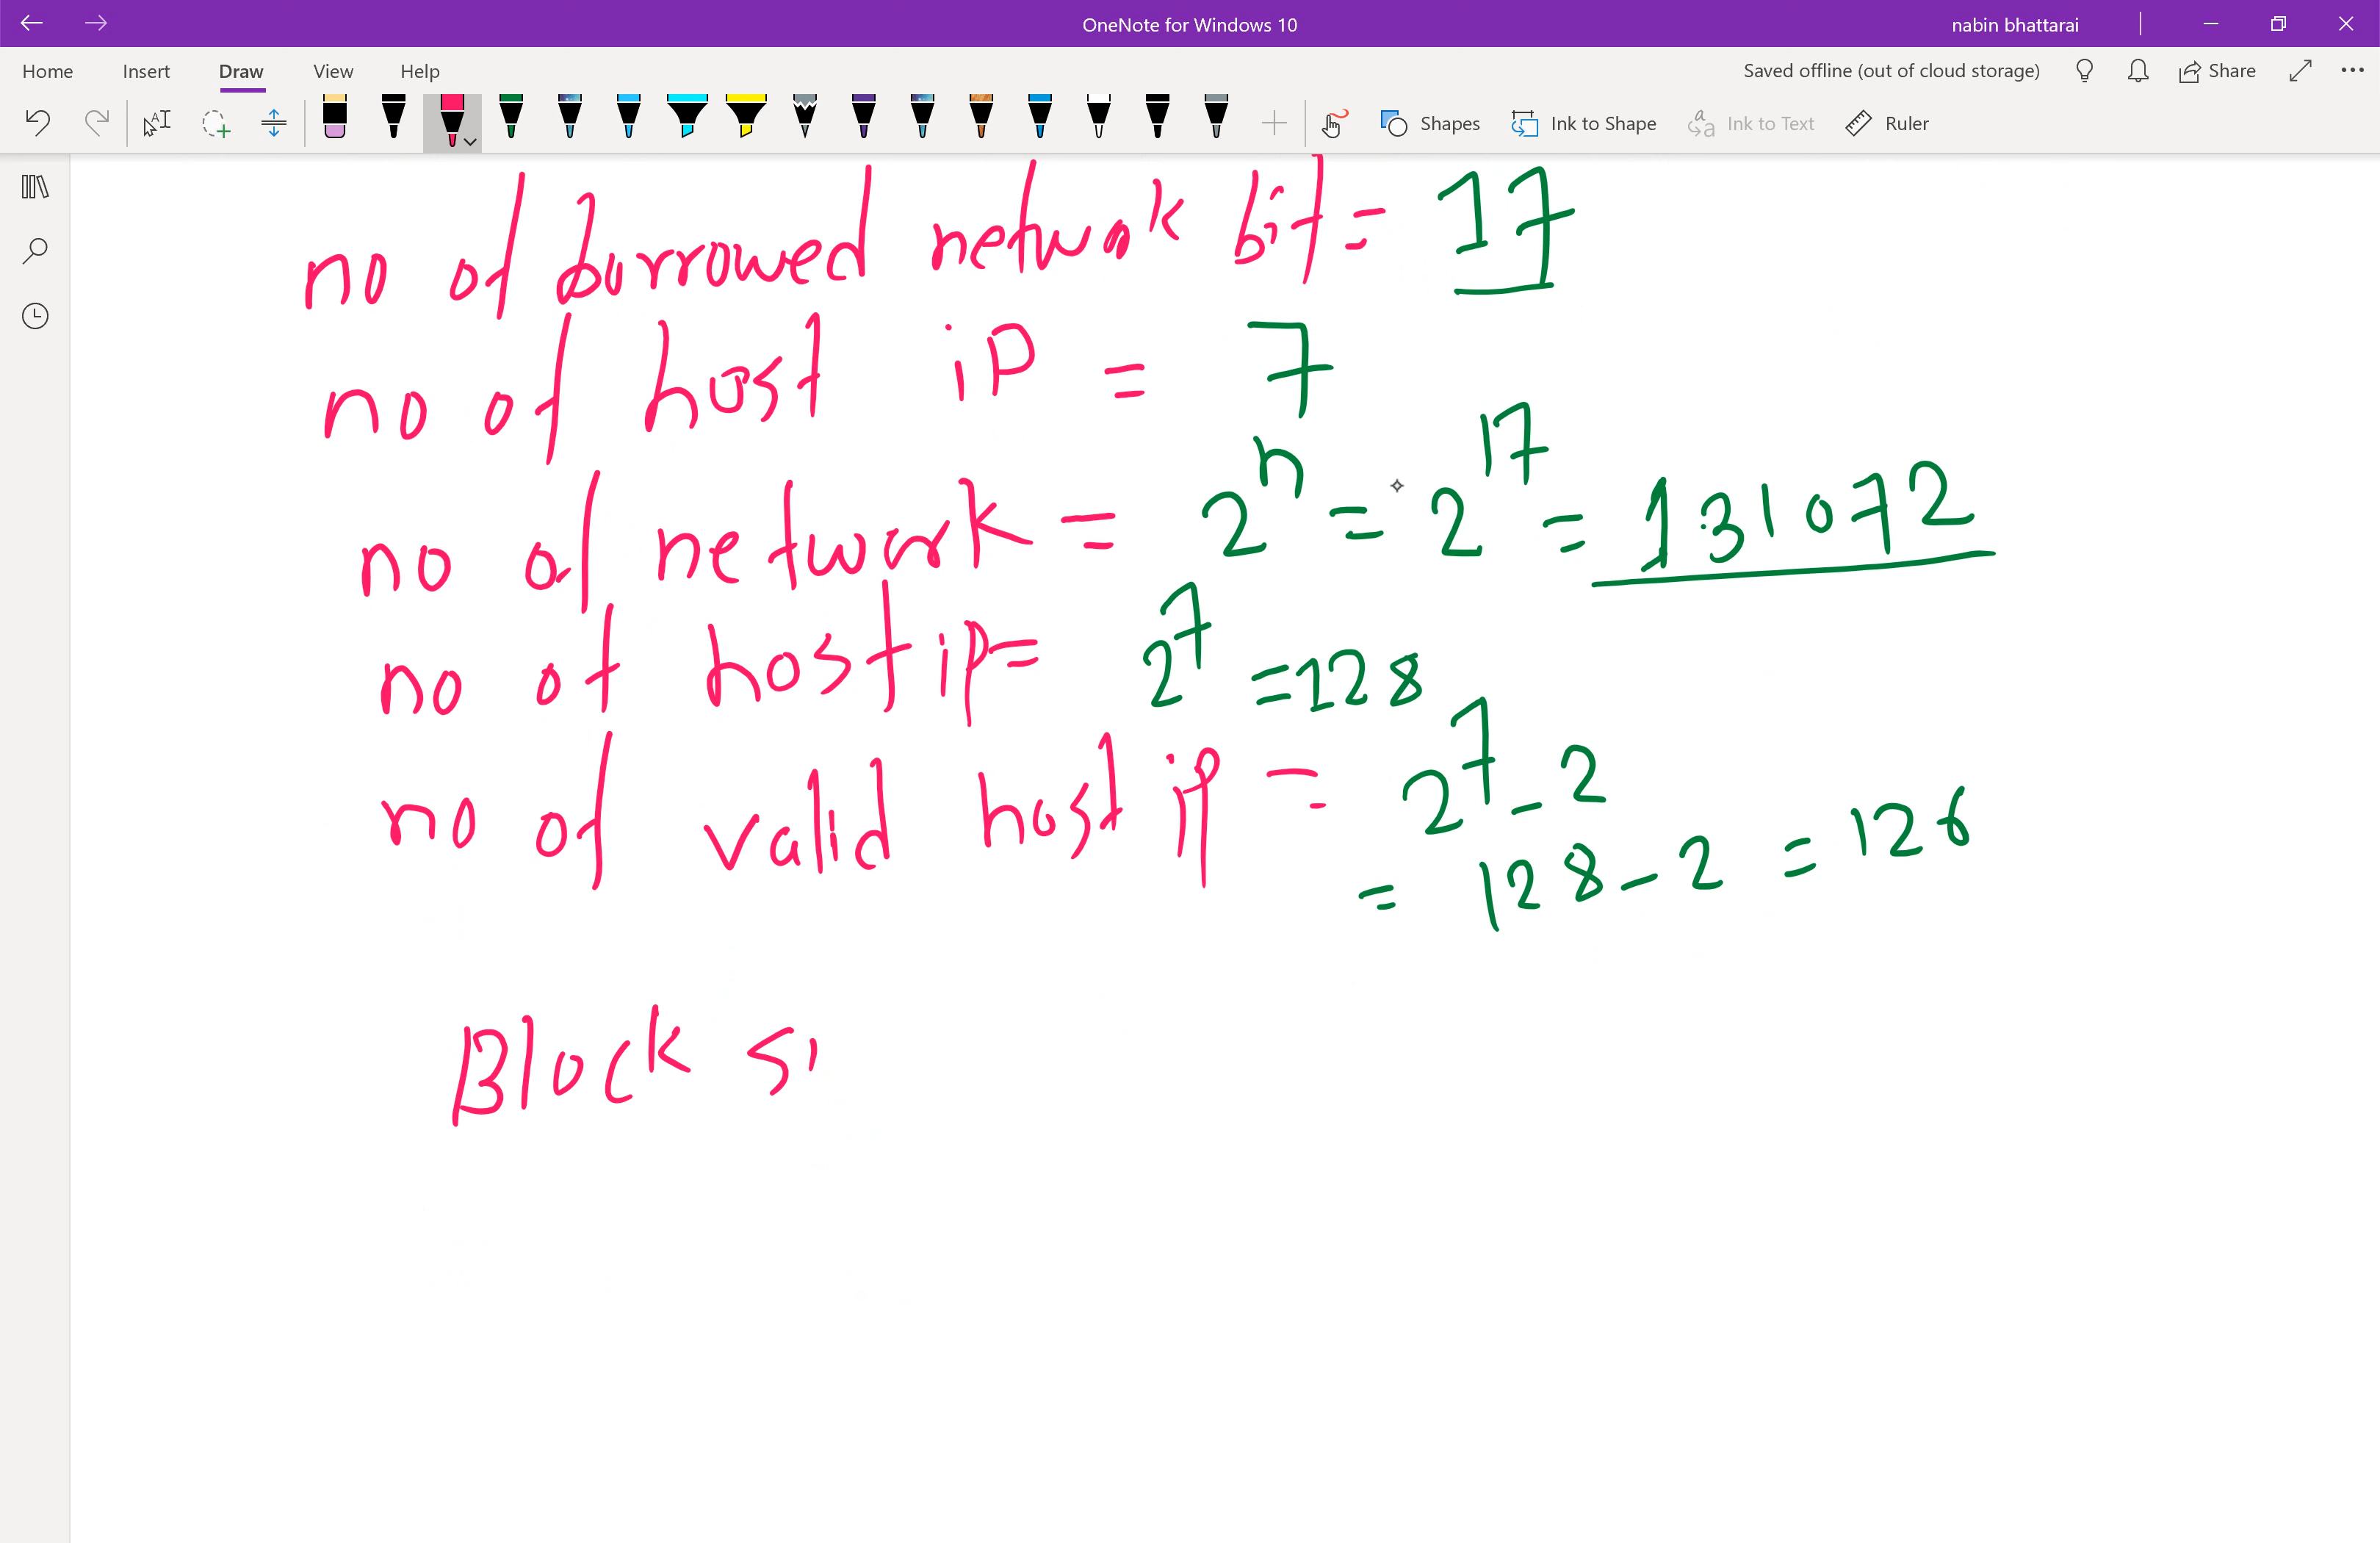 OneNote for Windows 10
nabin bhattarai
Home Insert Draw View Help
Saved offline (out of cloud storage)
Share
Shapes Ink to Shape Ink to Text Ruler
no of borrowed network bit = 17
no of host iP = 7
no of network = 2^n = 2^17 = 131072
no of host ip = 2^7 = 128
no of valid host ip = 2^7 - 2
= 128 - 2 = 126
Block si